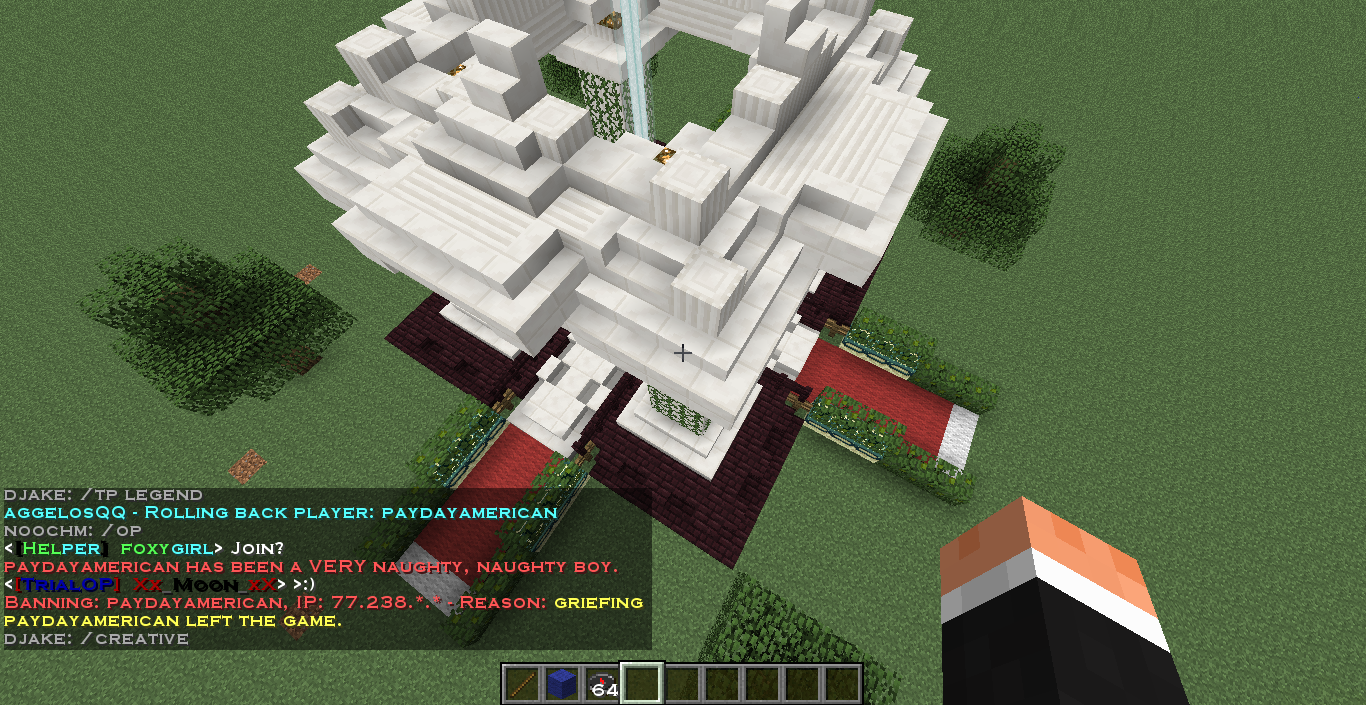 DJAKE: /TP LEGEND
AGGELOSQQ - ROLLING BACK PLAYER: PAYDAYAMERICAN
NOOCHM: /OP
<[HELPER] FOXYGIRL> JOIN?
PAYDAYAMERICAN HAS BEEN A VERY NAUGHTY, NAUGHTY BOY.
<[TRIALOP] XX_MOON_XX> >:)
BANNING: PAYDAYAMERICAN, IP: 77.238.*.* - REASON: GRIEFING
PAYDAYAMERICAN LEFT THE GAME.
DJAKE: /CREATIVE
64